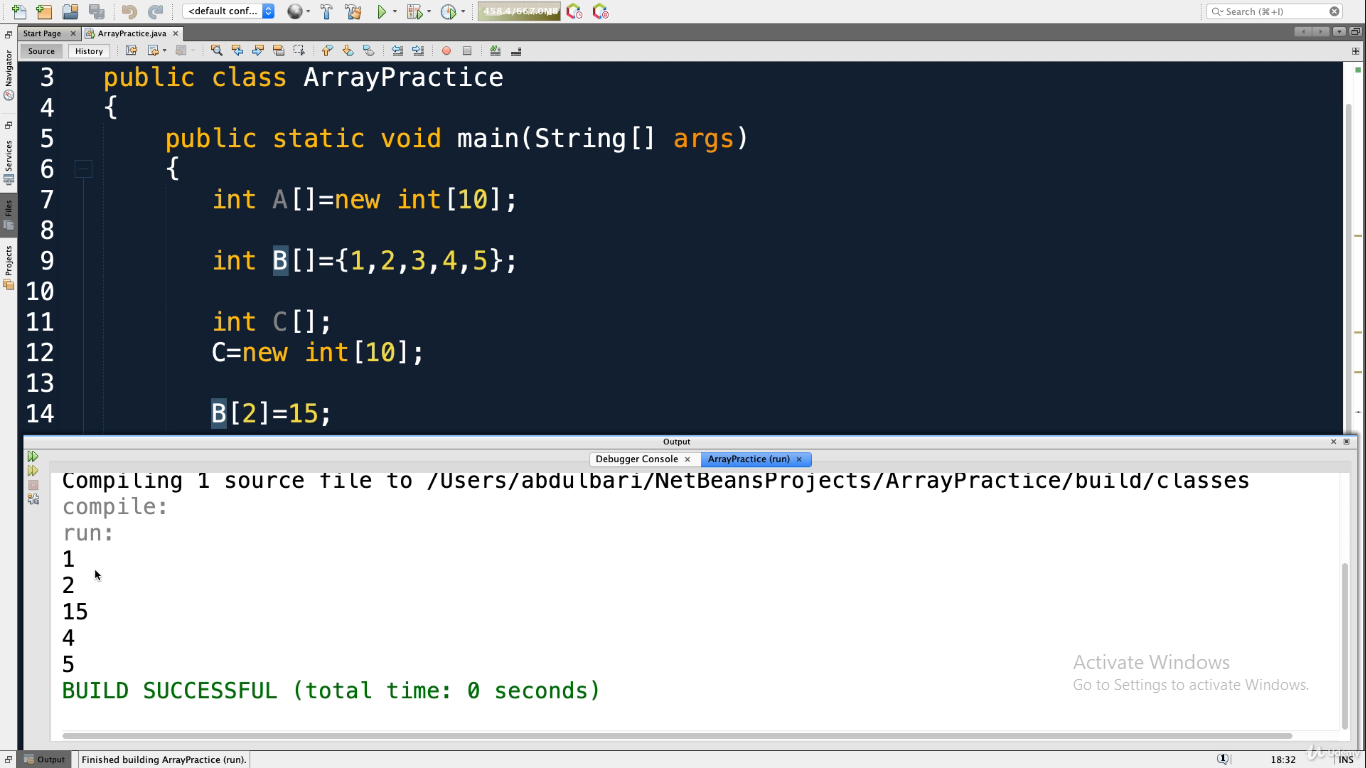 <default conf...
458.4/667.0MB
Search (⌘+I)
Start Page
ArrayPractice.java
Source
History
Navigator
Services
Files
Projects
3 public class ArrayPractice
4 {
5 public static void main(String[] args)
6 {
7 int A[]=new int[10];
8
9 int B[]={1,2,3,4,5};
10
11 int C[];
12 C=new int[10];
13
14 B[2]=15;
Output
Debugger Console
ArrayPractice (run)
Compiling 1 source file to /Users/abdulbari/NetBeansProjects/ArrayPractice/build/classes
compile:
run:
1
2
15
4
5
BUILD SUCCESSFUL (total time: 0 seconds)
Activate Windows
Go to Settings to activate Windows.
Output
Finished building ArrayPractice (run).
1
18:32
INS
Udemy